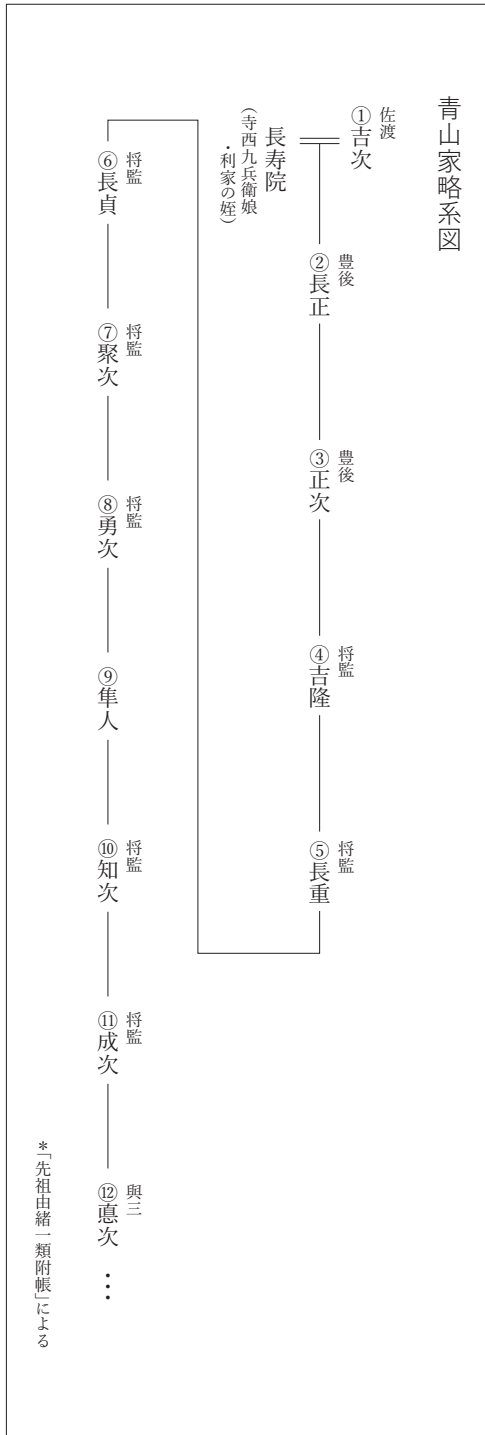 青山家略系図
佐渡
①吉次
長寿院
(寺西九兵衛娘
・利家の姪)
豊後
②長正
豊後
③正次
将監
④吉隆
将監
⑤長重
将監
⑥長貞
将監
⑦聚次
将監
⑧勇次
⑨隼人
将監
⑩知次
将監
⑪成次
與三
⑫悳次
…
*「先祖由緒一類附帳」による